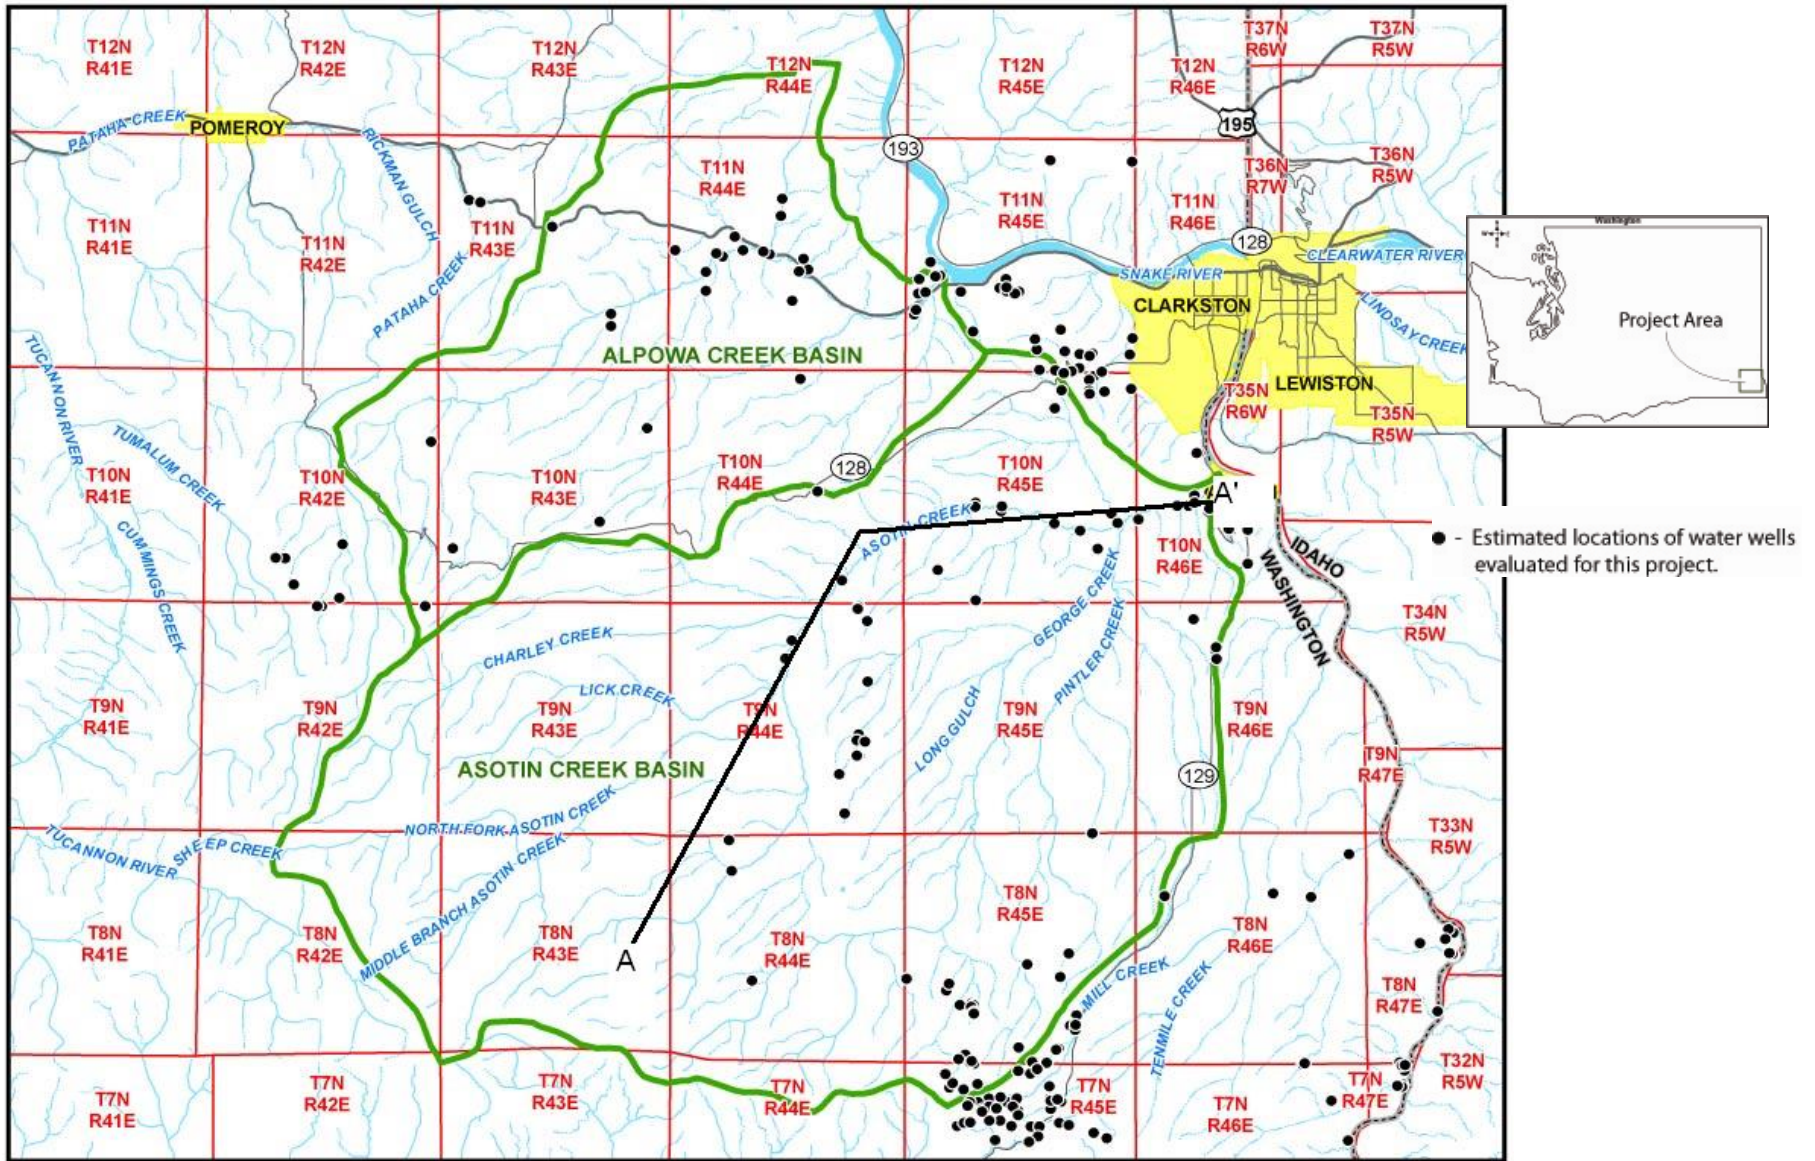 T12N
R41E
T12N
R42E
T12N
R43E
T12N
R44E
T12N
R45E
T12N
R46E
T37N
R6W
T37N
R5W
PATAHA CREEK
POMEROY
RICKMAN GULCH
193
195
T11N
R41E
T11N
R42E
T11N
R43E
T11N
R44E
T11N
R45E
T11N
R46E
T36N
R7W
T36N
R5W
PATAHA CREEK
128
SNAKE RIVER
CLEARWATER RIVER
CLARKSTON
LINDSAY CREEK
LEWISTON
Washington
Project Area
ALPOWA CREEK BASIN
TUCANNON RIVER
TUMALUM CREEK
CUMMINGS CREEK
T10N
R41E
T10N
R42E
T10N
R43E
T10N
R44E
128
T10N
R45E
T35N
R6W
T35N
R5W
A'
ASOTIN CREEK
T10N
R46E
IDAHO
WASHINGTON
- Estimated locations of water wells
evaluated for this project.
T34N
R5W
CHARLEY CREEK
LICK CREEK
GEORGE CREEK
PINTLER CREEK
LONG GULCH
T9N
R41E
T9N
R42E
T9N
R43E
T9N
R44E
T9N
R45E
T9N
R46E
T9N
R47E
129
ASOTIN CREEK BASIN
NORTH FORK ASOTIN CREEK
TUCANNON RIVER
SHEEP CREEK
MIDDLE BRANCH ASOTIN CREEK
T33N
R5W
T8N
R41E
T8N
R42E
T8N
R43E
A
T8N
R44E
T8N
R45E
T8N
R46E
T8N
R47E
MILL CREEK
TENMILE CREEK
T7N
R41E
T7N
R42E
T7N
R43E
T7N
R44E
T7N
R45E
T7N
R46E
T7N
R47E
T32N
R5W